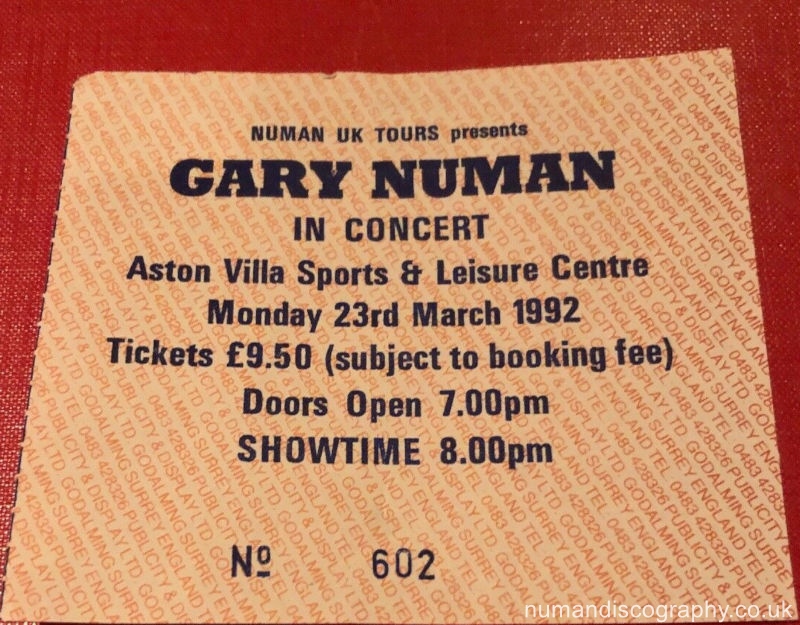 NUMAN UK TOURS presents
GARY NUMAN
IN CONCERT
Aston Villa Sports & Leisure Centre
Monday 23rd March 1992
Tickets £9.50 (subject to booking fee)
Doors Open 7.00pm
SHOWTIME 8.00pm
Nº 602
numandiscography.co.uk